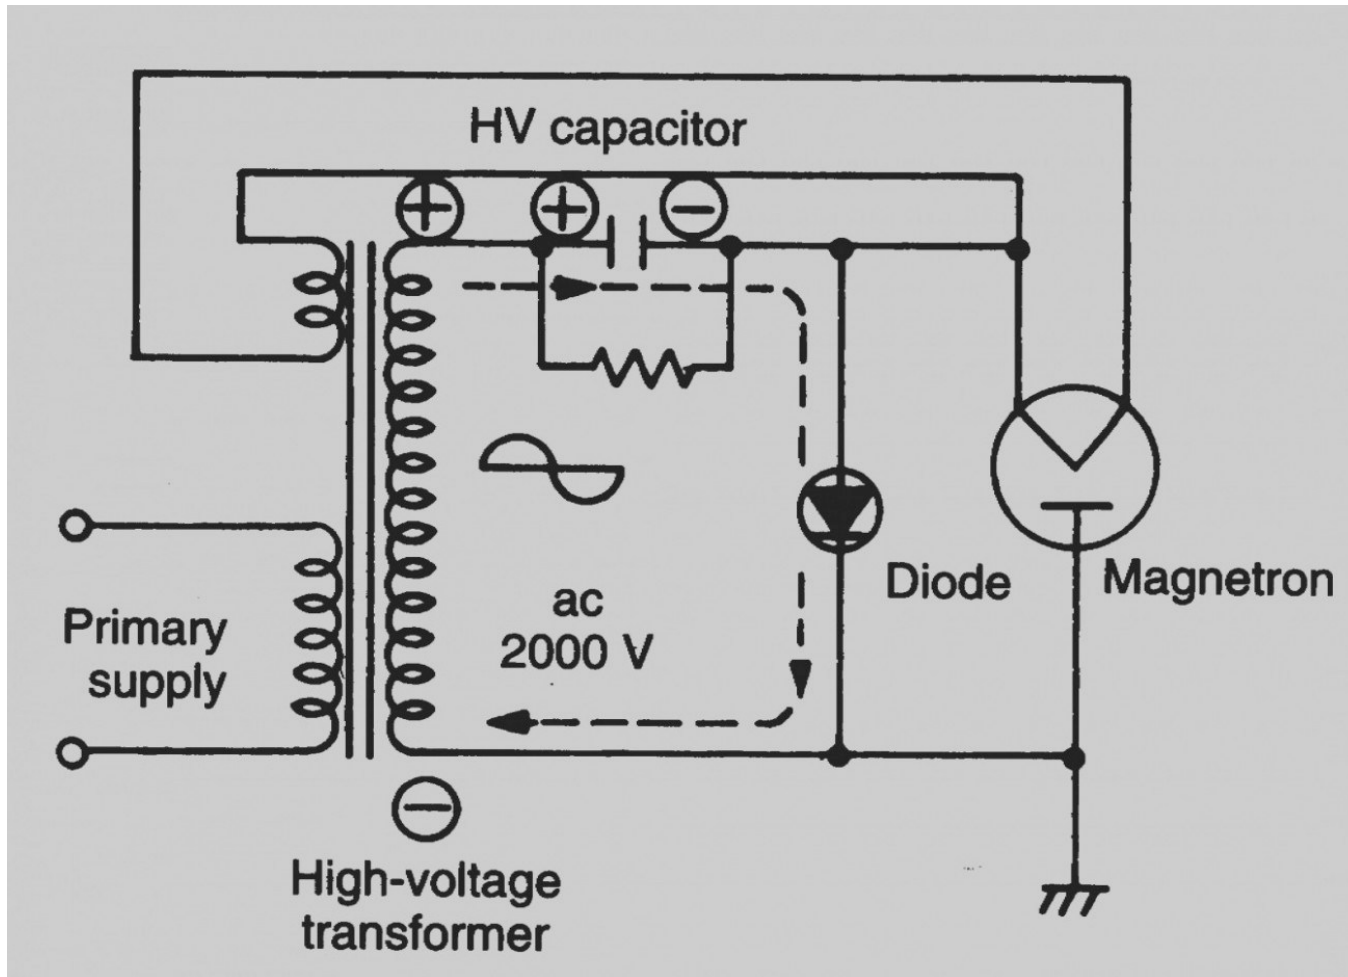 HV capacitor
+
+
−
Diode
Magnetron
ac
2000 V
Primary
supply
−
High-voltage
transformer